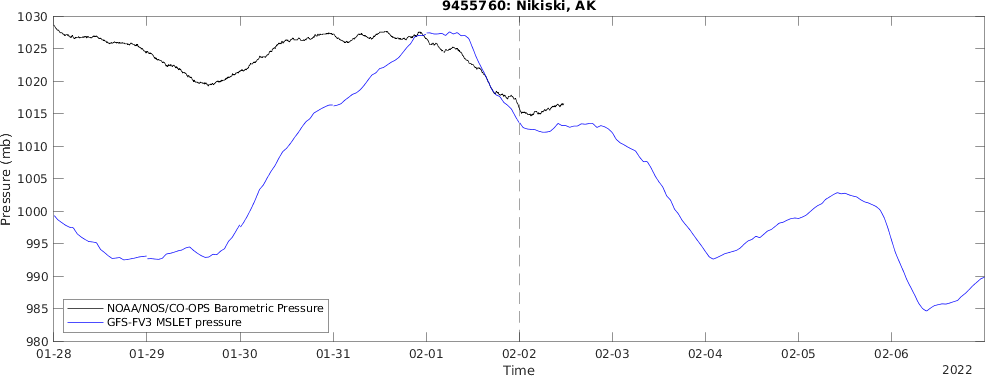 9455760: Nikiski, AK
1030
1025
1020
1015
1010
1005
1000
995
990
985
980
Pressure (mb)
NOAA/NOS/CO-OPS Barometric Pressure
GFS-FV3 MSLET pressure
01-28 01-29 01-30 01-31 02-01 02-02 02-03 02-04 02-05 02-06
Time
2022